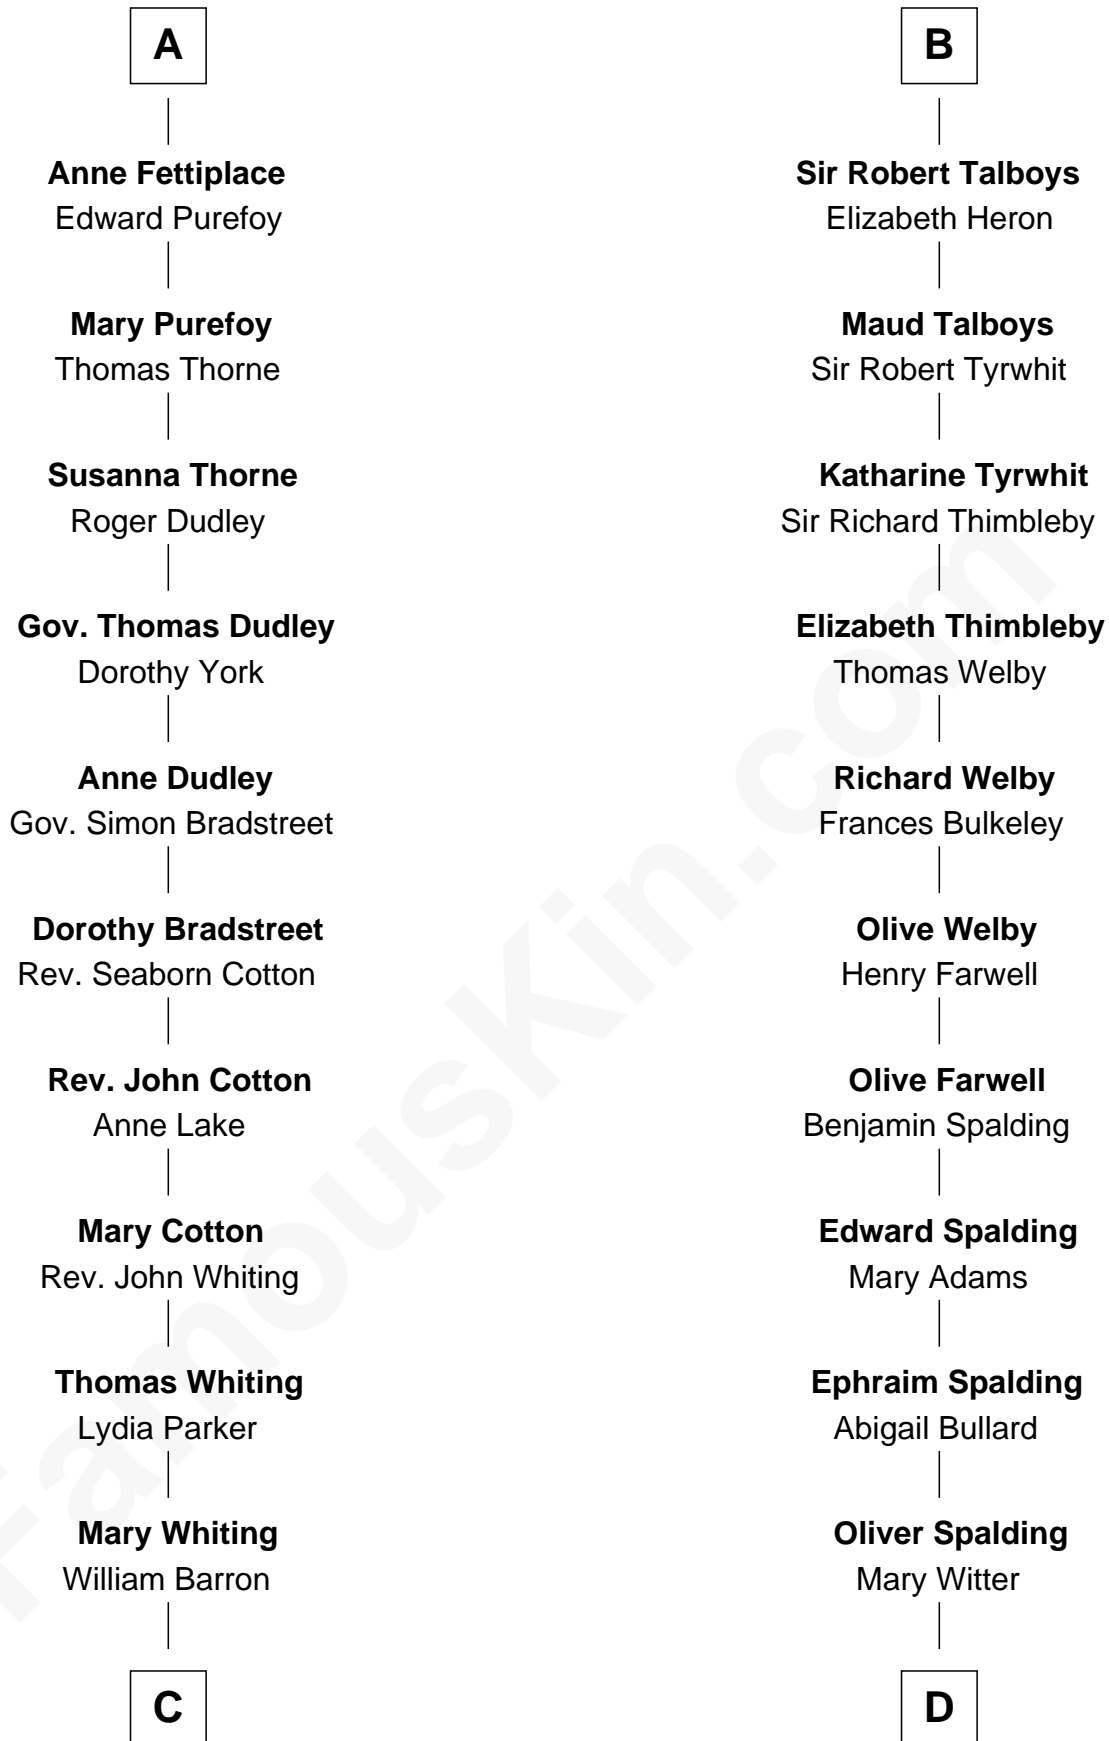 A
Anne Fettiplace
Edward Purefoy
Mary Purefoy
Thomas Thorne
Susanna Thorne
Roger Dudley
Gov. Thomas Dudley
Dorothy York
Anne Dudley
Gov. Simon Bradstreet
Dorothy Bradstreet
Rev. Seaborn Cotton
Rev. John Cotton
Anne Lake
Mary Cotton
Rev. John Whiting
Thomas Whiting
Lydia Parker
Mary Whiting
William Barron
C
B
Sir Robert Talboys
Elizabeth Heron
Maud Talboys
Sir Robert Tyrwhit
Katharine Tyrwhit
Sir Richard Thimbleby
Elizabeth Thimbleby
Thomas Welby
Richard Welby
Frances Bulkeley
Olive Welby
Henry Farwell
Olive Farwell
Benjamin Spalding
Edward Spalding
Mary Adams
Ephraim Spalding
Abigail Bullard
Oliver Spalding
Mary Witter
D
FamousKin.com